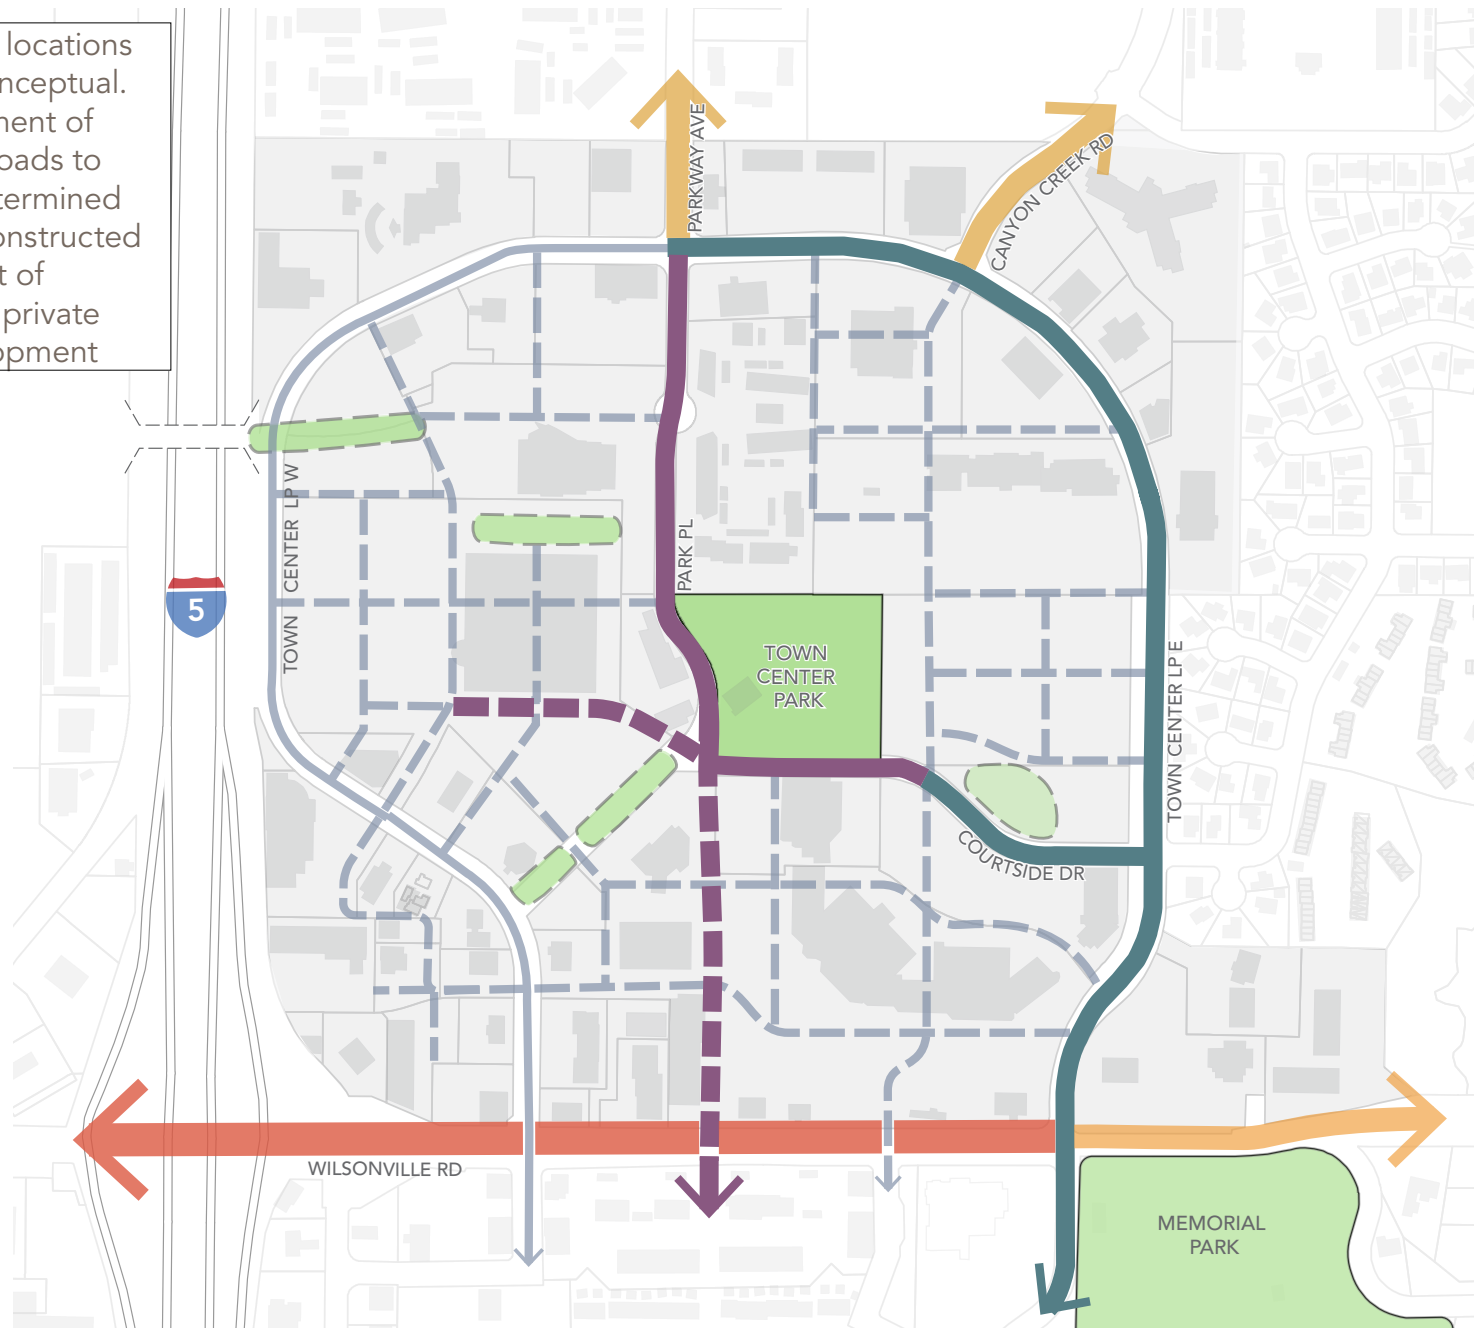 locations
nceptual.
nent of
oads to
termined
onstructed
t of
private
opment
PARKWAY AVE
CANYON CREEK RD
TOWN CENTER LP W
PARK PL
5
TOWN
CENTER
PARK
TOWN CENTER LP E
COURTSIDE DR
WILSONVILLE RD
MEMORIAL
PARK